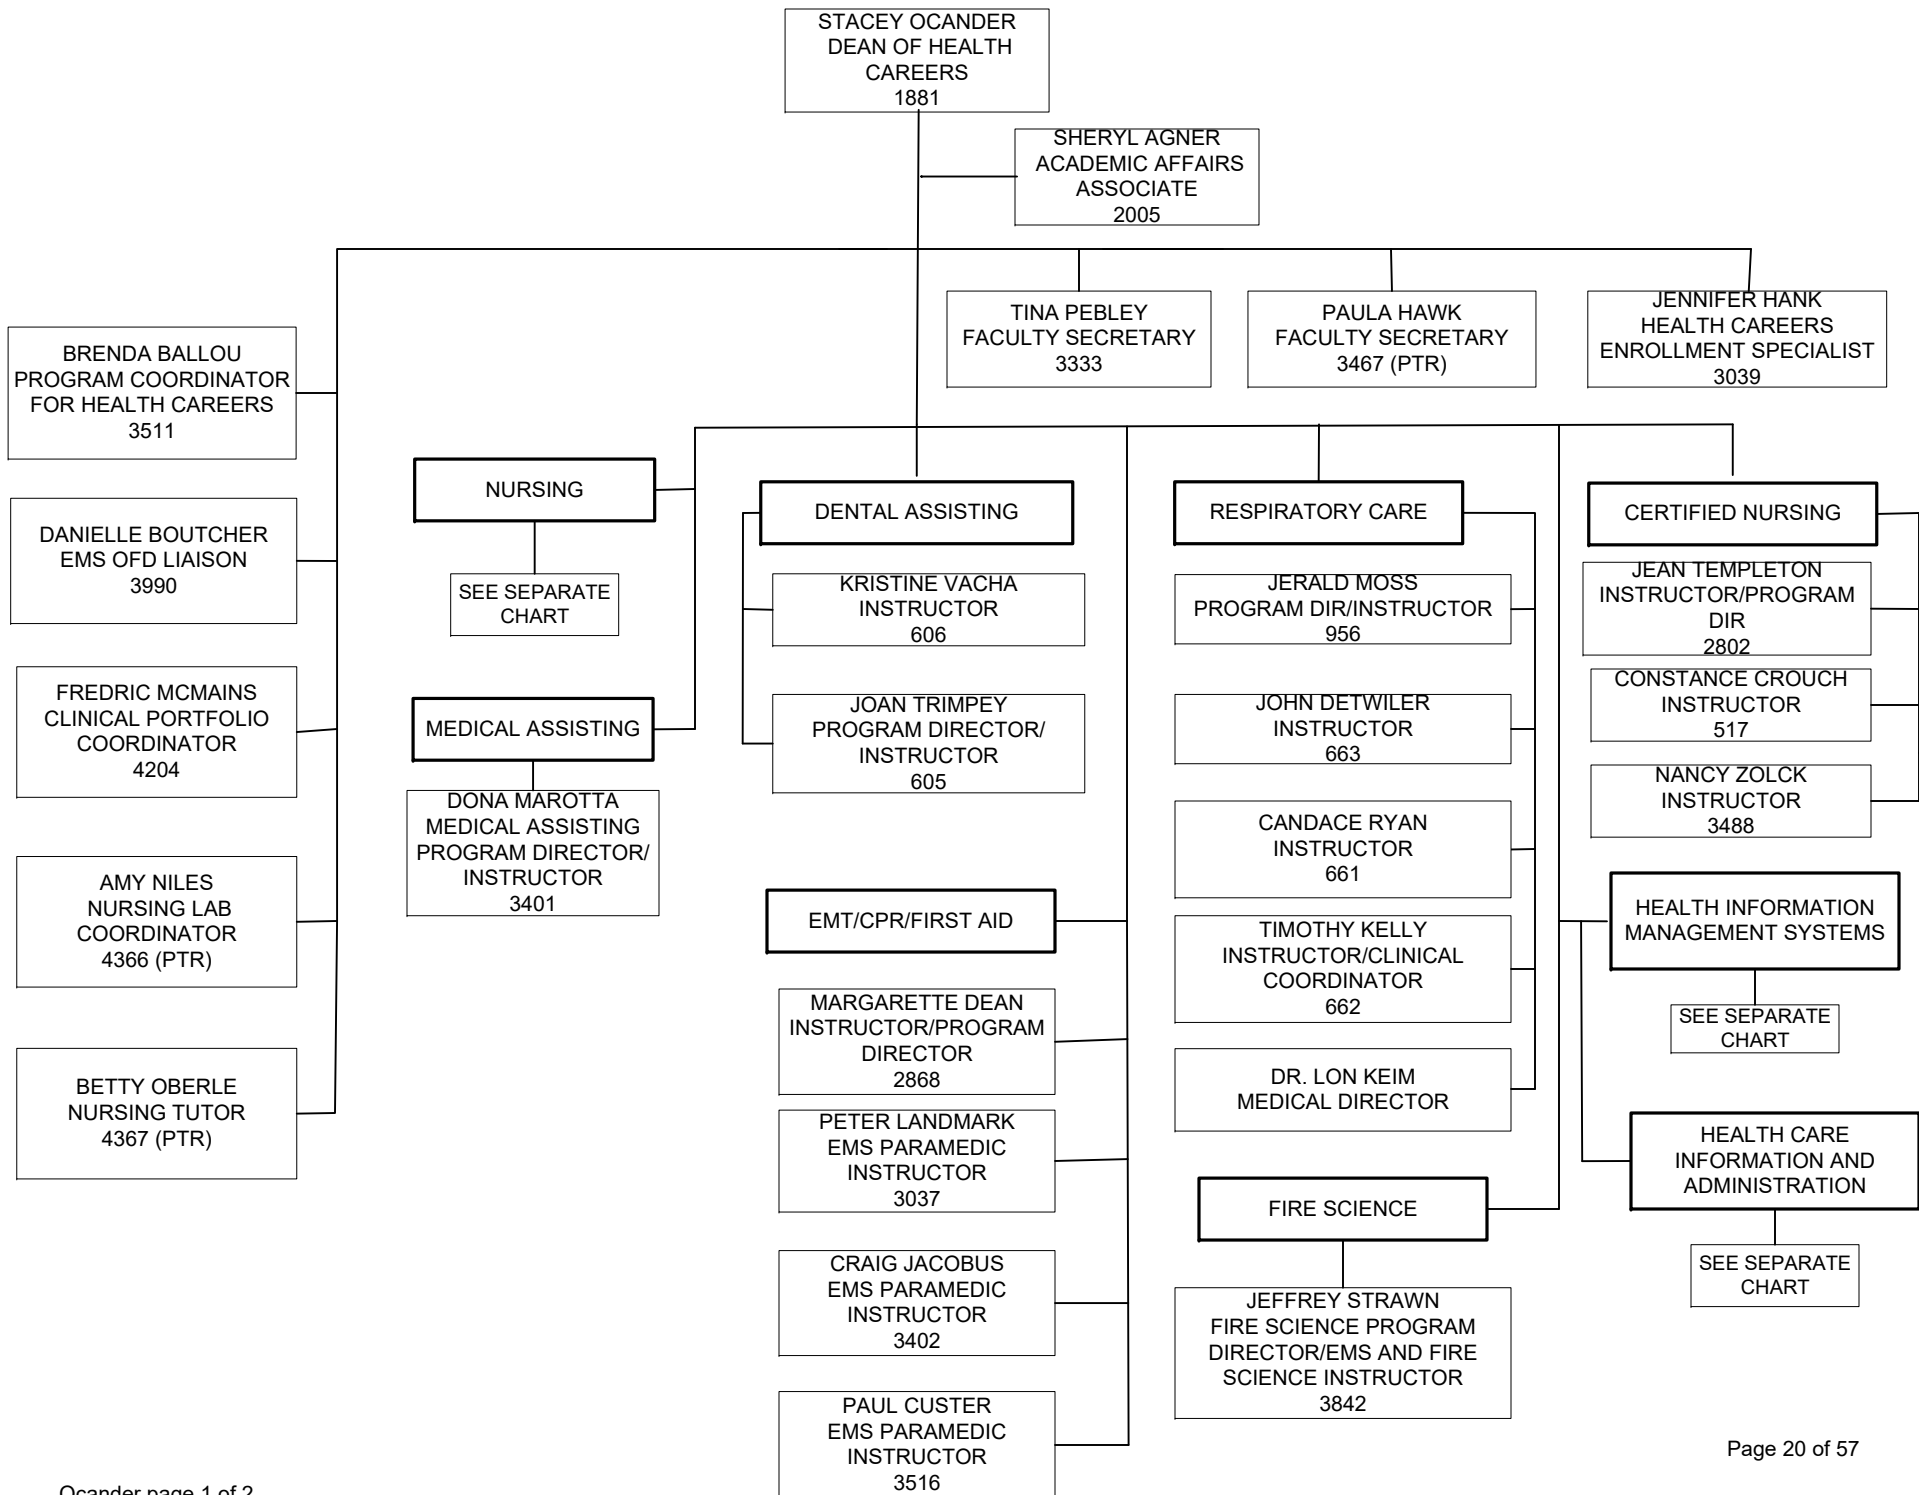 STACEY OCANDER
DEAN OF HEALTH
CAREERS
1881
SHERYL AGNER
ACADEMIC AFFAIRS
ASSOCIATE
2005
TINA PEBLEY
FACULTY SECRETARY
3333
PAULA HAWK
FACULTY SECRETARY
3467 (PTR)
JENNIFER HANK
HEALTH CAREERS
ENROLLMENT SPECIALIST
3039
BRENDA BALLOU
PROGRAM COORDINATOR
FOR HEALTH CAREERS
3511
DANIELLE BOUTCHER
EMS OFD LIAISON
3990
FREDRIC MCMAINS
CLINICAL PORTFOLIO
COORDINATOR
4204
AMY NILES
NURSING LAB
COORDINATOR
4366 (PTR)
BETTY OBERLE
NURSING TUTOR
4367 (PTR)
NURSING
SEE SEPARATE
CHART
MEDICAL ASSISTING
DONA MAROTTA
MEDICAL ASSISTING
PROGRAM DIRECTOR/
INSTRUCTOR
3401
DENTAL ASSISTING
KRISTINE VACHA
INSTRUCTOR
606
JOAN TRIMPEY
PROGRAM DIRECTOR/
INSTRUCTOR
605
EMT/CPR/FIRST AID
MARGARETTE DEAN
INSTRUCTOR/PROGRAM
DIRECTOR
2868
PETER LANDMARK
EMS PARAMEDIC
INSTRUCTOR
3037
CRAIG JACOBUS
EMS PARAMEDIC
INSTRUCTOR
3402
PAUL CUSTER
EMS PARAMEDIC
INSTRUCTOR
3516
RESPIRATORY CARE
JERALD MOSS
PROGRAM DIR/INSTRUCTOR
956
JOHN DETWILER
INSTRUCTOR
663
CANDACE RYAN
INSTRUCTOR
661
TIMOTHY KELLY
INSTRUCTOR/CLINICAL
COORDINATOR
662
DR. LON KEIM
MEDICAL DIRECTOR
FIRE SCIENCE
JEFFREY STRAWN
FIRE SCIENCE PROGRAM
DIRECTOR/EMS AND FIRE
SCIENCE INSTRUCTOR
3842
CERTIFIED NURSING
JEAN TEMPLETON
INSTRUCTOR/PROGRAM
DIR
2802
CONSTANCE CROUCH
INSTRUCTOR
517
NANCY ZOLCK
INSTRUCTOR
3488
HEALTH INFORMATION
MANAGEMENT SYSTEMS
SEE SEPARATE
CHART
HEALTH CARE
INFORMATION AND
ADMINISTRATION
SEE SEPARATE
CHART
Page 20 of 57
Ocander page 1 of 2